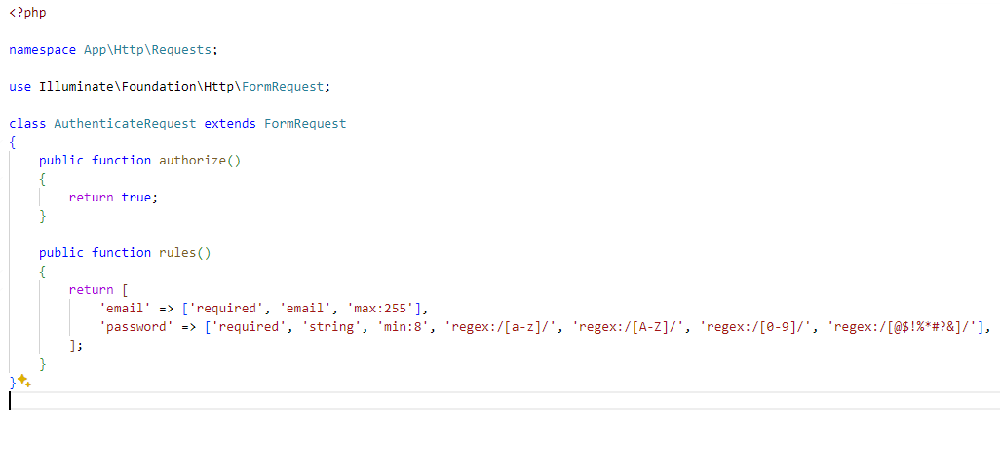 <?php
namespace App\Http\Requests;
use Illuminate\Foundation\Http\FormRequest;
class AuthenticateRequest extends FormRequest
{
    public function authorize()
    {
        return true;
    }
    public function rules()
    {
        return [
            'email' => ['required', 'email', 'max:255'],
            'password' => ['required', 'string', 'min:8', 'regex:/[a-z]/', 'regex:/[A-Z]/', 'regex:/[0-9]/', 'regex:/[@$!%*#?&]/'],
        ];
    }
}